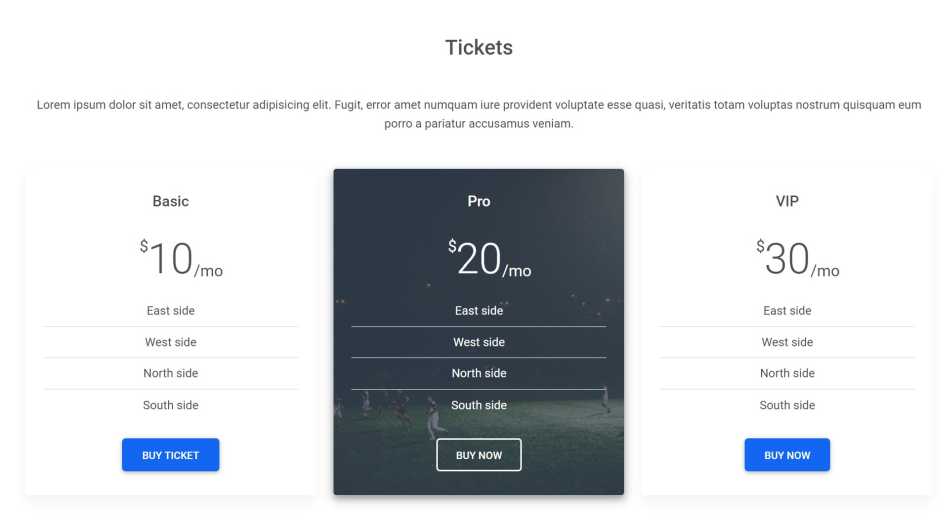 Tickets
Lorem ipsum dolor sit amet, consectetur adipisicing elit. Fugit, error amet numquam iure provident voluptate esse quasi, veritatis totam voluptas nostrum quisquam eum
porro a pariatur accusamus veniam.
Basic
$10/mo
East side
West side
North side
South side
BUY TICKET
Pro
$20/mo
East side
West side
North side
South side
BUY NOW
VIP
$30/mo
East side
West side
North side
South side
BUY NOW